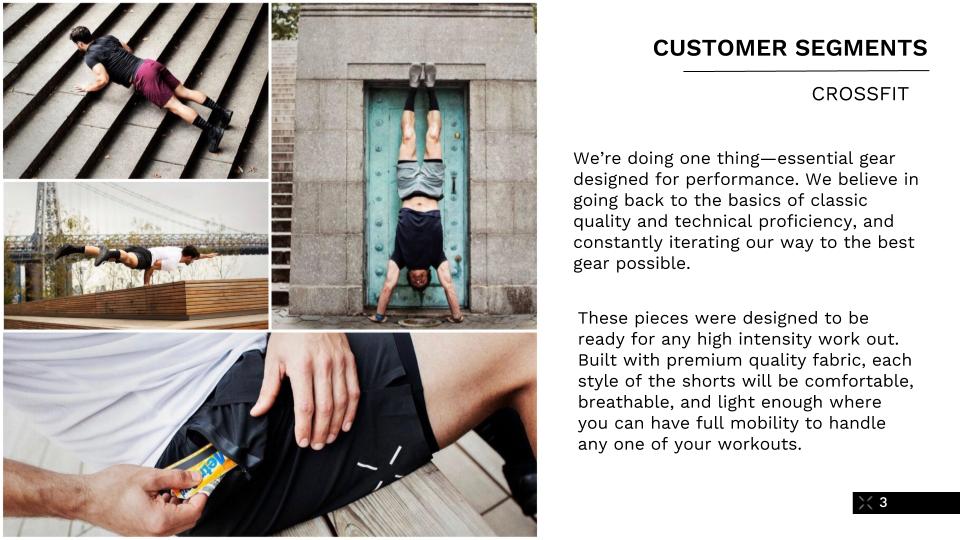 CUSTOMER SEGMENTS
CROSSFIT
We’re doing one thing—essential gear
designed for performance. We believe in
going back to the basics of classic
quality and technical proficiency, and
constantly iterating our way to the best
gear possible.
These pieces were designed to be
ready for any high intensity work out.
Built with premium quality fabric, each
style of the shorts will be comfortable,
breathable, and light enough where
you can have full mobility to handle
any one of your workouts.
3